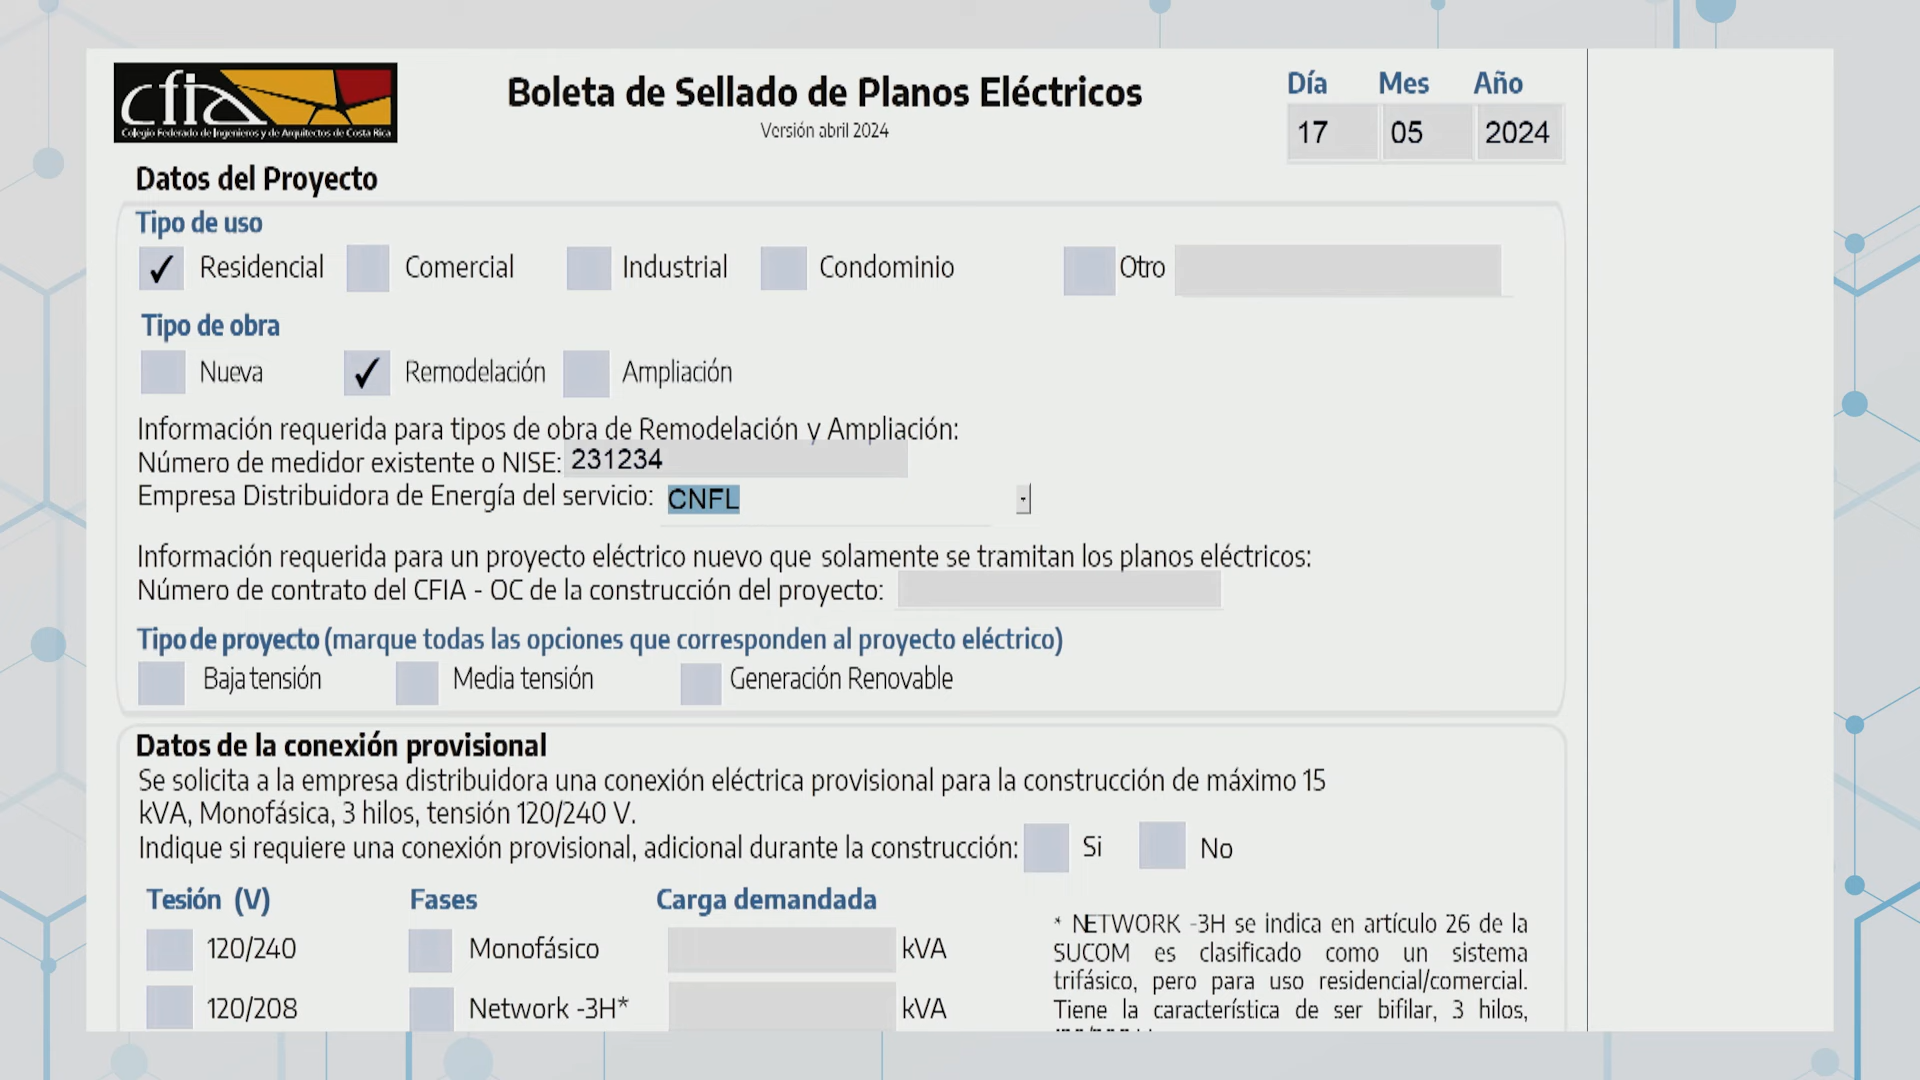 cfia
Colegio Federado de Ingenieros y de Arquitectos de Costa Rica
Boleta de Sellado de Planos Eléctricos
Versión abril 2024
Día Mes Año
17 05 2024
Datos del Proyecto
Tipo de uso
✓ Residencial Comercial Industrial Condominio Otro
Tipo de obra
Nueva ✓ Remodelación Ampliación
Información requerida para tipos de obra de Remodelación y Ampliación:
Número de medidor existente o NISE: 231234
Empresa Distribuidora de Energía del servicio: CNFL
Información requerida para un proyecto eléctrico nuevo que solamente se tramitan los planos eléctricos:
Número de contrato del CFIA - OC de la construcción del proyecto:
Tipo de proyecto (marque todas las opciones que corresponden al proyecto eléctrico)
Baja tensión Media tensión Generación Renovable
Datos de la conexión provisional
Se solicita a la empresa distribuidora una conexión eléctrica provisional para la construcción de máximo 15
kVA, Monofásica, 3 hilos, tensión 120/240 V.
Indique si requiere una conexión provisional, adicional durante la construcción: Si No
Tesión (V) Fases Carga demandada
120/240 Monofásico kVA
120/208 Network -3H* kVA
* NETWORK -3H se indica en artículo 26 de la
SUCOM es clasificado como un sistema
trifásico, pero para uso residencial/comercial.
Tiene la característica de ser bifilar, 3 hilos,